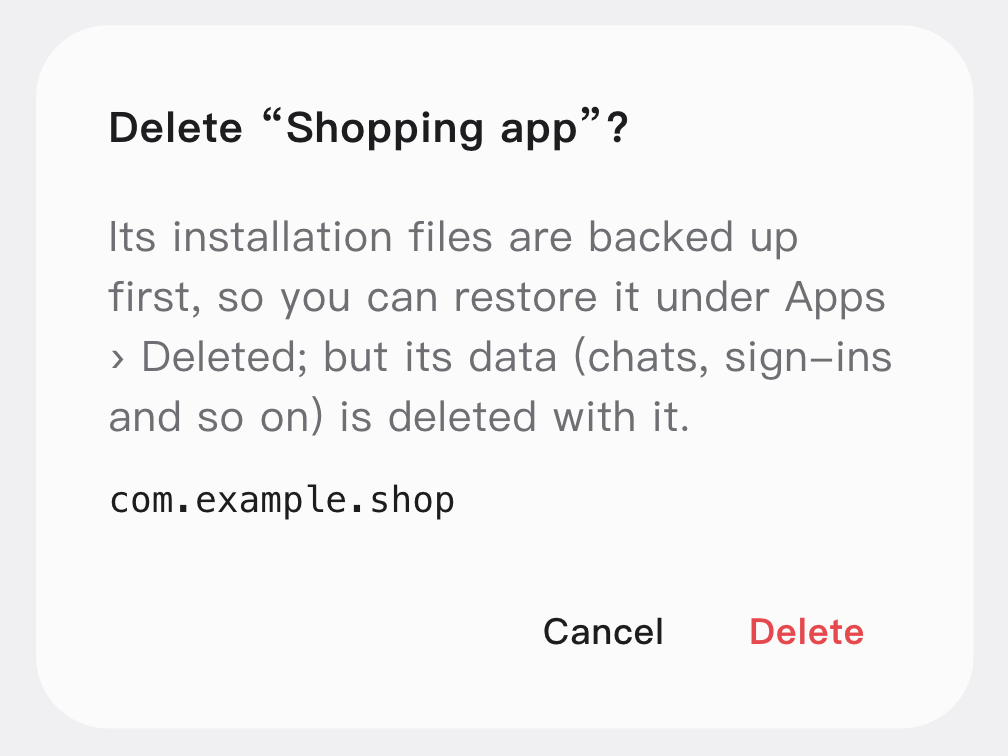 Delete “Shopping app”?
Its installation files are backed up
first, so you can restore it under Apps
› Deleted; but its data (chats, sign-ins
and so on) is deleted with it.
com.example.shop
Cancel Delete